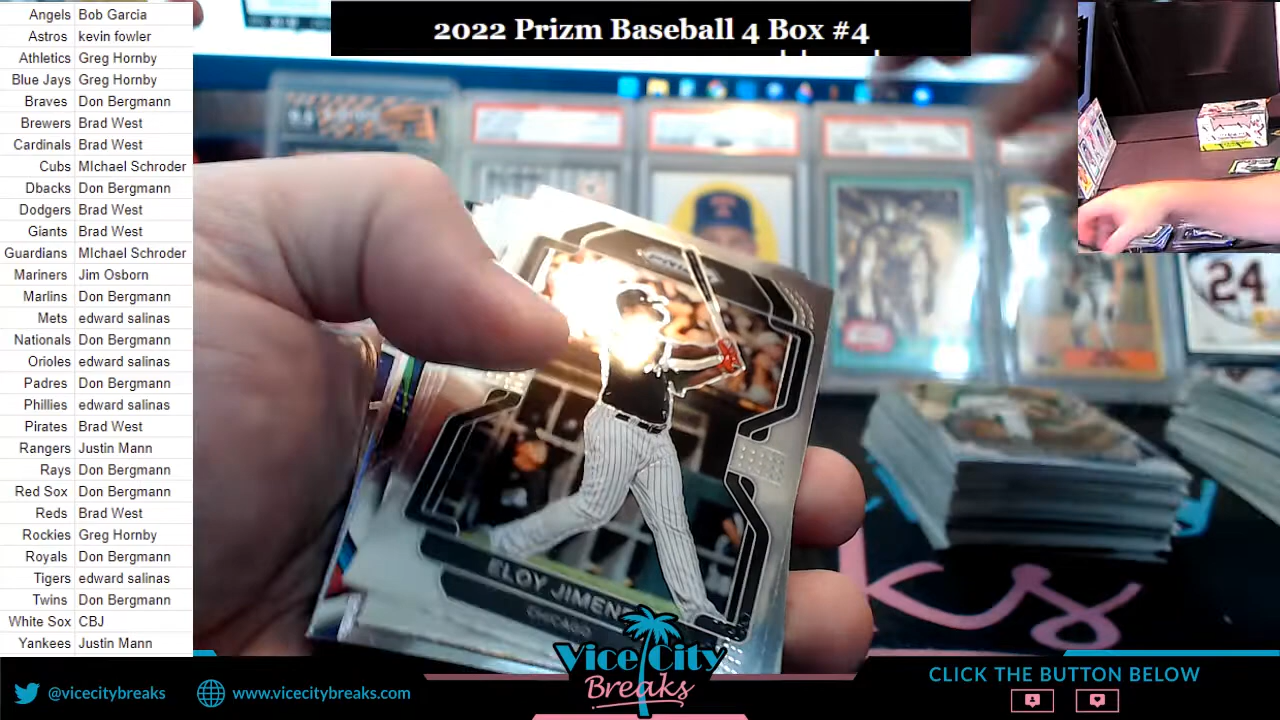 2022 Prizm Baseball 4 Box #4
Angels Bob Garcia
Astros kevin fowler
Athletics Greg Hornby
Blue Jays Greg Hornby
Braves Don Bergmann
Brewers Brad West
Cardinals Brad West
Cubs MIchael Schroder
Dbacks Don Bergmann
Dodgers Brad West
Giants Brad West
Guardians MIchael Schroder
Mariners Jim Osborn
Marlins Don Bergmann
Mets edward salinas
Nationals Don Bergmann
Orioles edward salinas
Padres Don Bergmann
Phillies edward salinas
Pirates Brad West
Rangers Justin Mann
Rays Don Bergmann
Red Sox Don Bergmann
Reds Brad West
Rockies Greg Hornby
Royals Don Bergmann
Tigers edward salinas
Twins Don Bergmann
White Sox CBJ
Yankees Justin Mann
PRIZM
24
ELOY JIMEN
CHICAGO
ks
Vice City
Breaks
@vicecitybreaks
www.vicecitybreaks.com
CLICK THE BUTTON BELOW